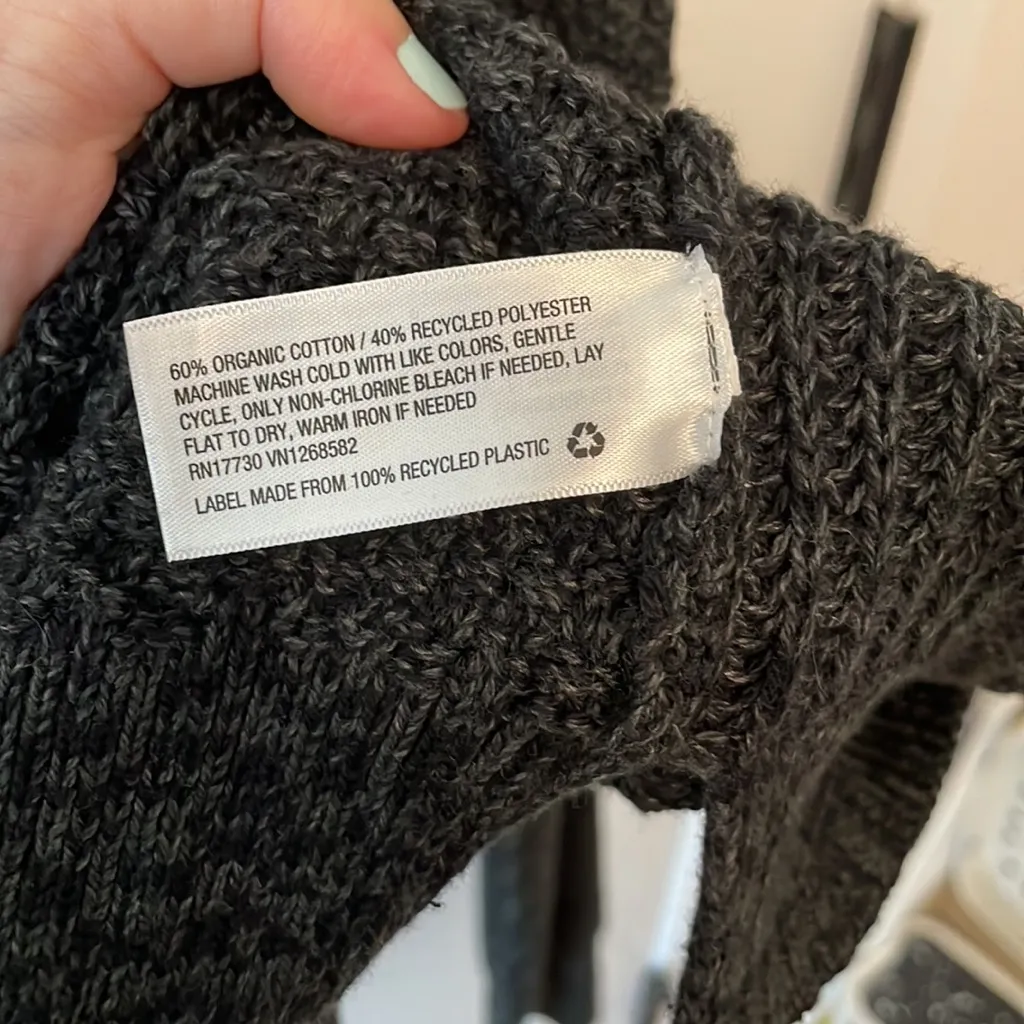 60% ORGANIC COTTON / 40% RECYCLED POLYESTER
MACHINE WASH COLD WITH LIKE COLORS, GENTLE
CYCLE, ONLY NON-CHLORINE BLEACH IF NEEDED, LAY
FLAT TO DRY, WARM IRON IF NEEDED
RN17730 VN1268582
LABEL MADE FROM 100% RECYCLED PLASTIC